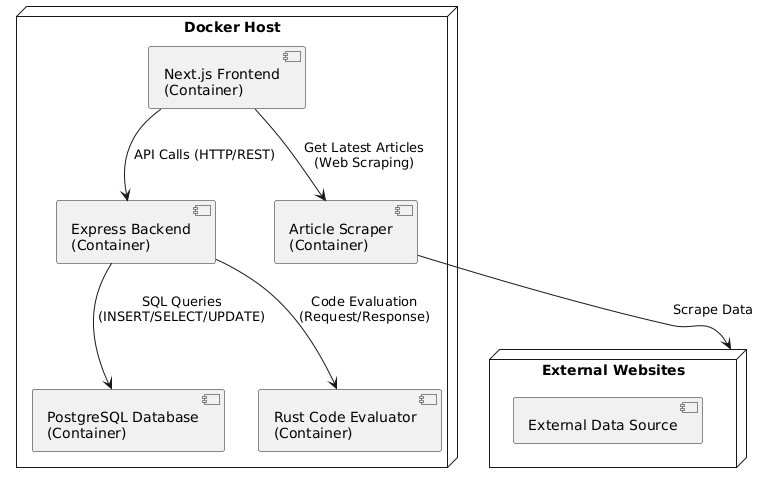 Docker Host
Next.js Frontend
(Container)
API Calls (HTTP/REST)
Get Latest Articles
(Web Scraping)
Express Backend
(Container)
Article Scraper
(Container)
SQL Queries
(INSERT/SELECT/UPDATE)
Code Evaluation
(Request/Response)
Scrape Data
PostgreSQL Database
(Container)
Rust Code Evaluator
(Container)
External Websites
External Data Source